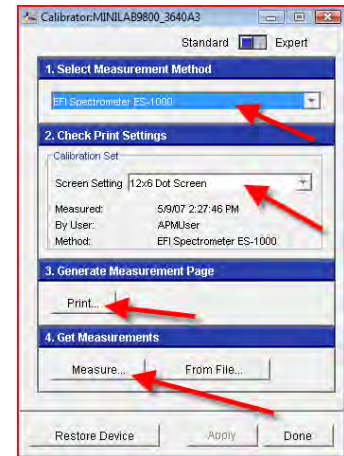 Calibrator:MINILAB9800_3640A3
Standard Expert
1. Select Measurement Method
EFI Spectrometer ES-1000
2. Check Print Settings
Calibration Set
Screen Setting 12x6 Dot Screen
Measured: 5/9/07 2:27:46 PM
By User: APMUser
Method: EFI Spectrometer ES-1000
3. Generate Measurement Page
Print...
4. Get Measurements
Measure... From File...
Restore Device Apply Done